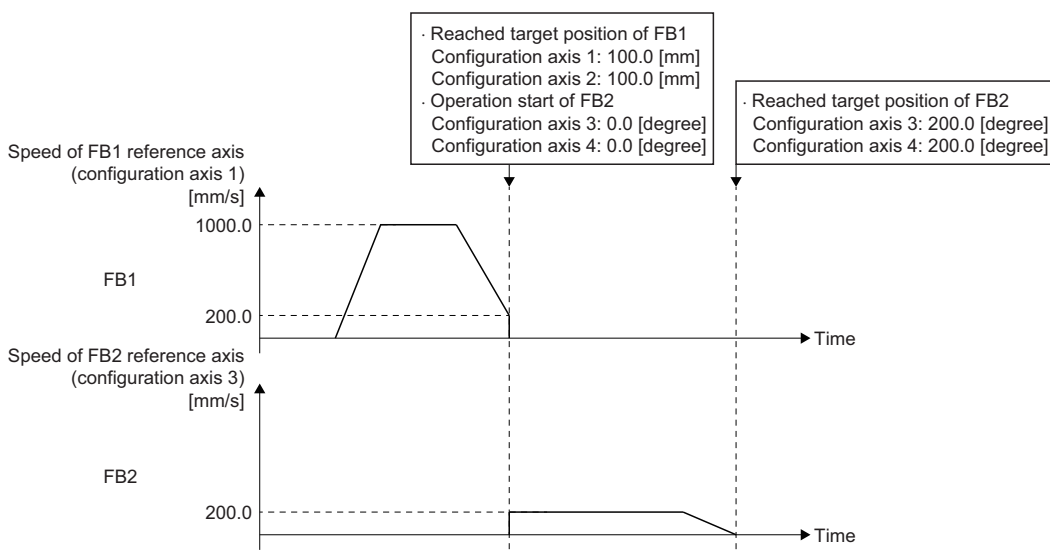 · Reached target position of FB1
Configuration axis 1: 100.0 [mm]
Configuration axis 2: 100.0 [mm]
· Operation start of FB2
Configuration axis 3: 0.0 [degree]
Configuration axis 4: 0.0 [degree]
· Reached target position of FB2
Configuration axis 3: 200.0 [degree]
Configuration axis 4: 200.0 [degree]
Speed of FB1 reference axis
(configuration axis 1)
[mm/s]
1000.0
FB1
200.0
Time
Speed of FB2 reference axis
(configuration axis 3)
[mm/s]
FB2
200.0
Time